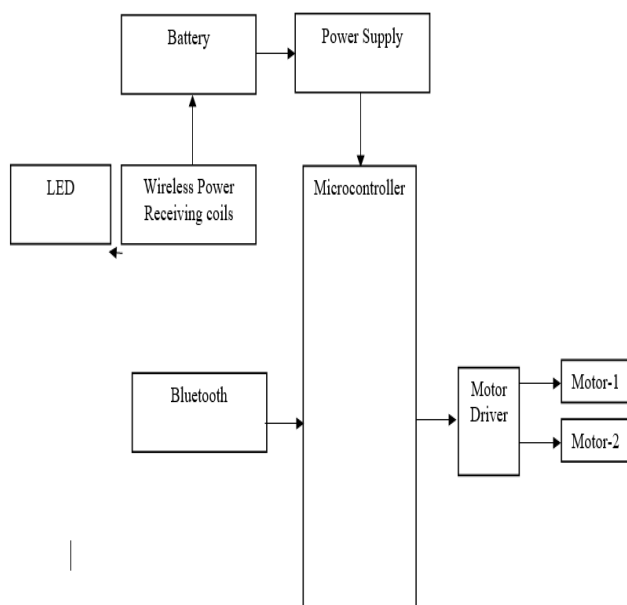 Battery
Power Supply
LED
Wireless Power
Receiving coils
Microcontroller
Bluetooth
Motor
Driver
Motor-1
Motor-2